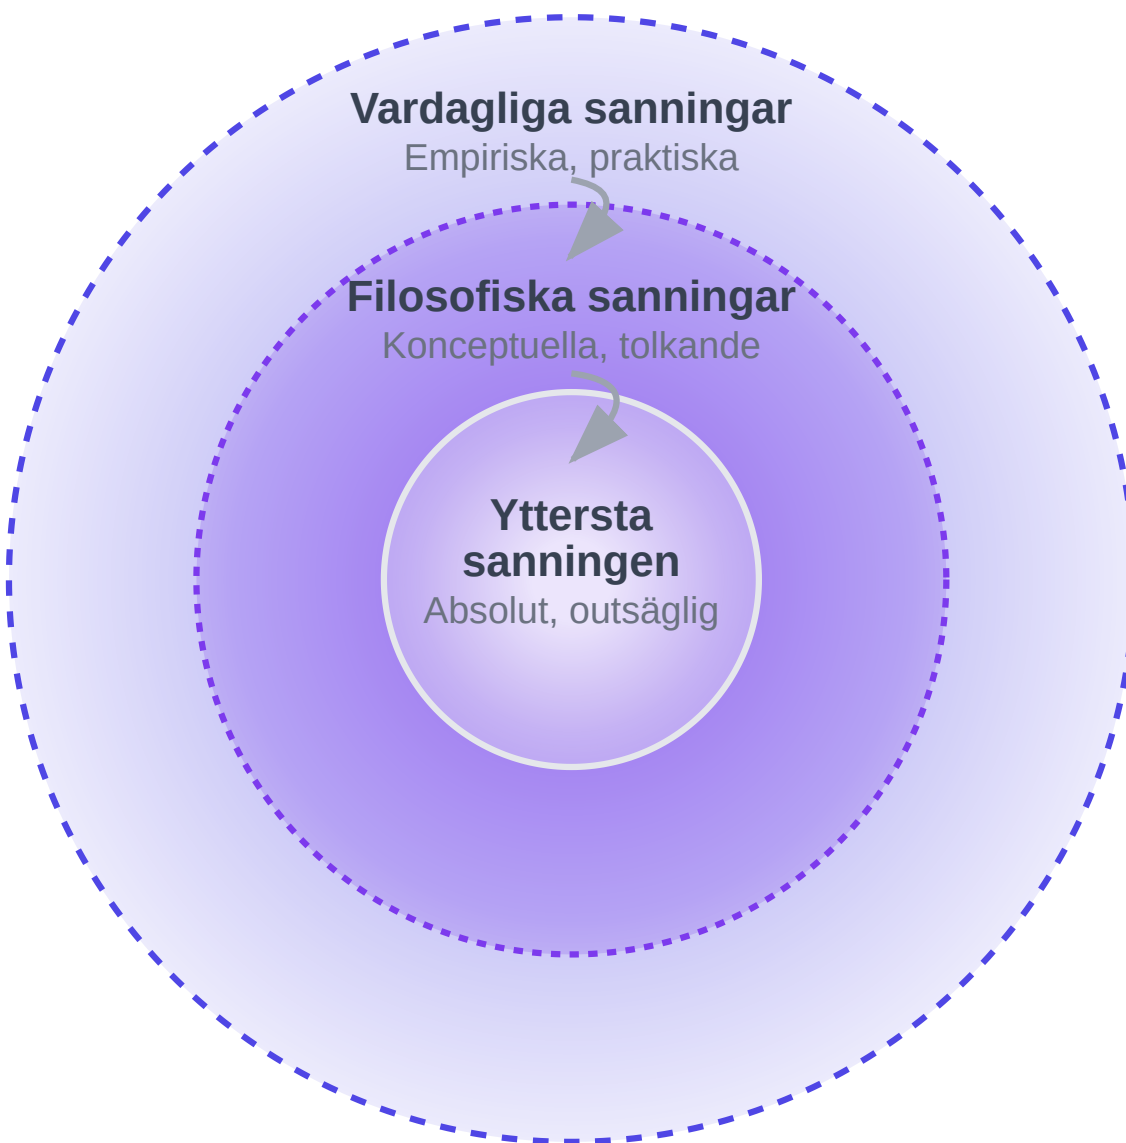 Vardagliga sanningar
Empiriska, praktiska
Filosofiska sanningar
Konceptuella, tolkande
Yttersta
sanningen
Absolut, outsäglig